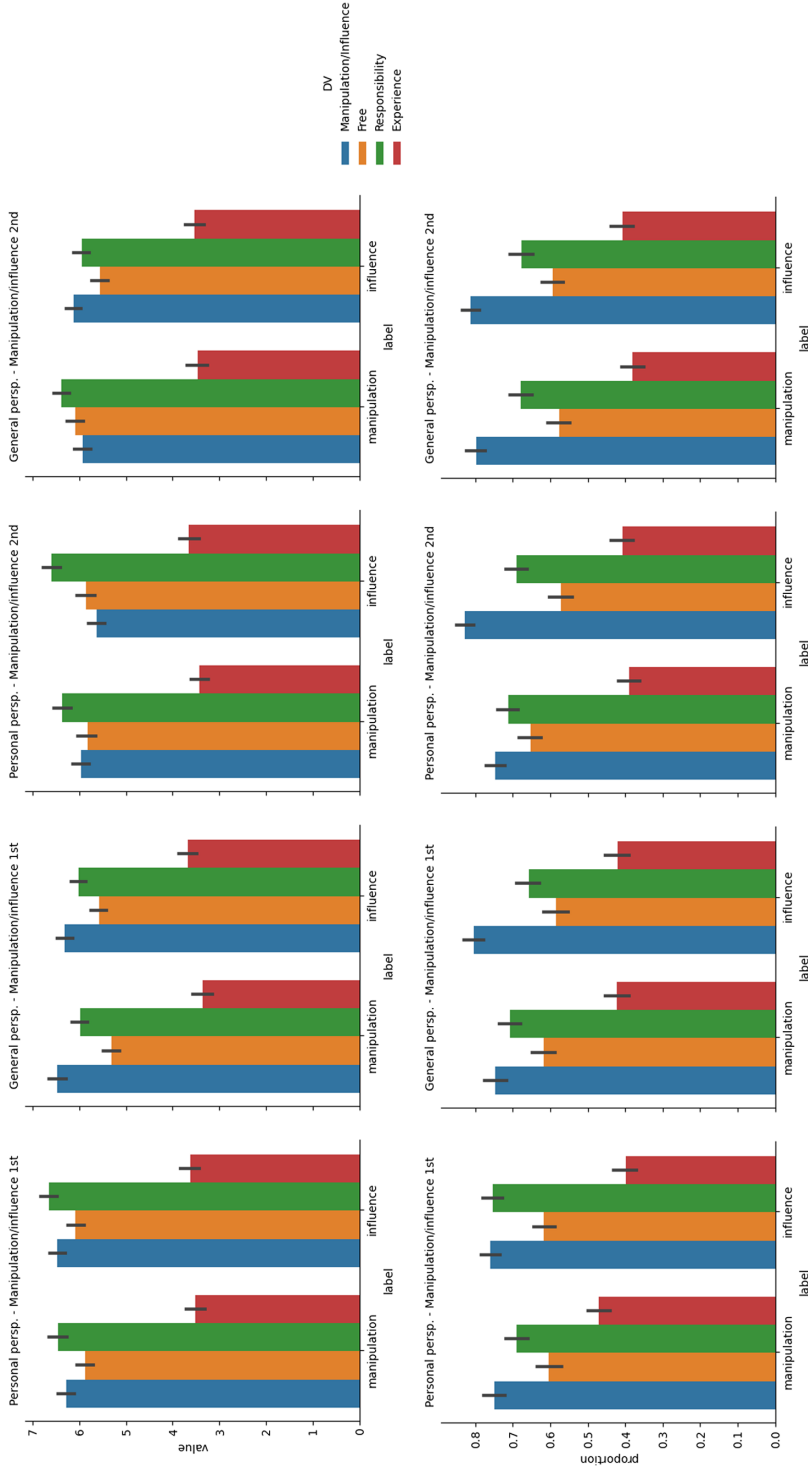 Personal persp. - Manipulation/influence 1st
General persp. - Manipulation/influence 1st
Personal persp. - Manipulation/influence 2nd
General persp. - Manipulation/influence 2nd
7
6
5
4
3
2
1
0
value
manipulation
influence
label
manipulation
influence
label
manipulation
influence
label
manipulation
influence
label
DV
Manipulation/Influence
Free
Responsibility
Experience
Personal persp. - Manipulation/influence 1st
General persp. - Manipulation/influence 1st
Personal persp. - Manipulation/influence 2nd
General persp. - Manipulation/influence 2nd
0.8
0.7
0.6
0.5
0.4
0.3
0.2
0.1
0.0
proportion
manipulation
influence
label
manipulation
influence
label
manipulation
influence
label
manipulation
influence
label